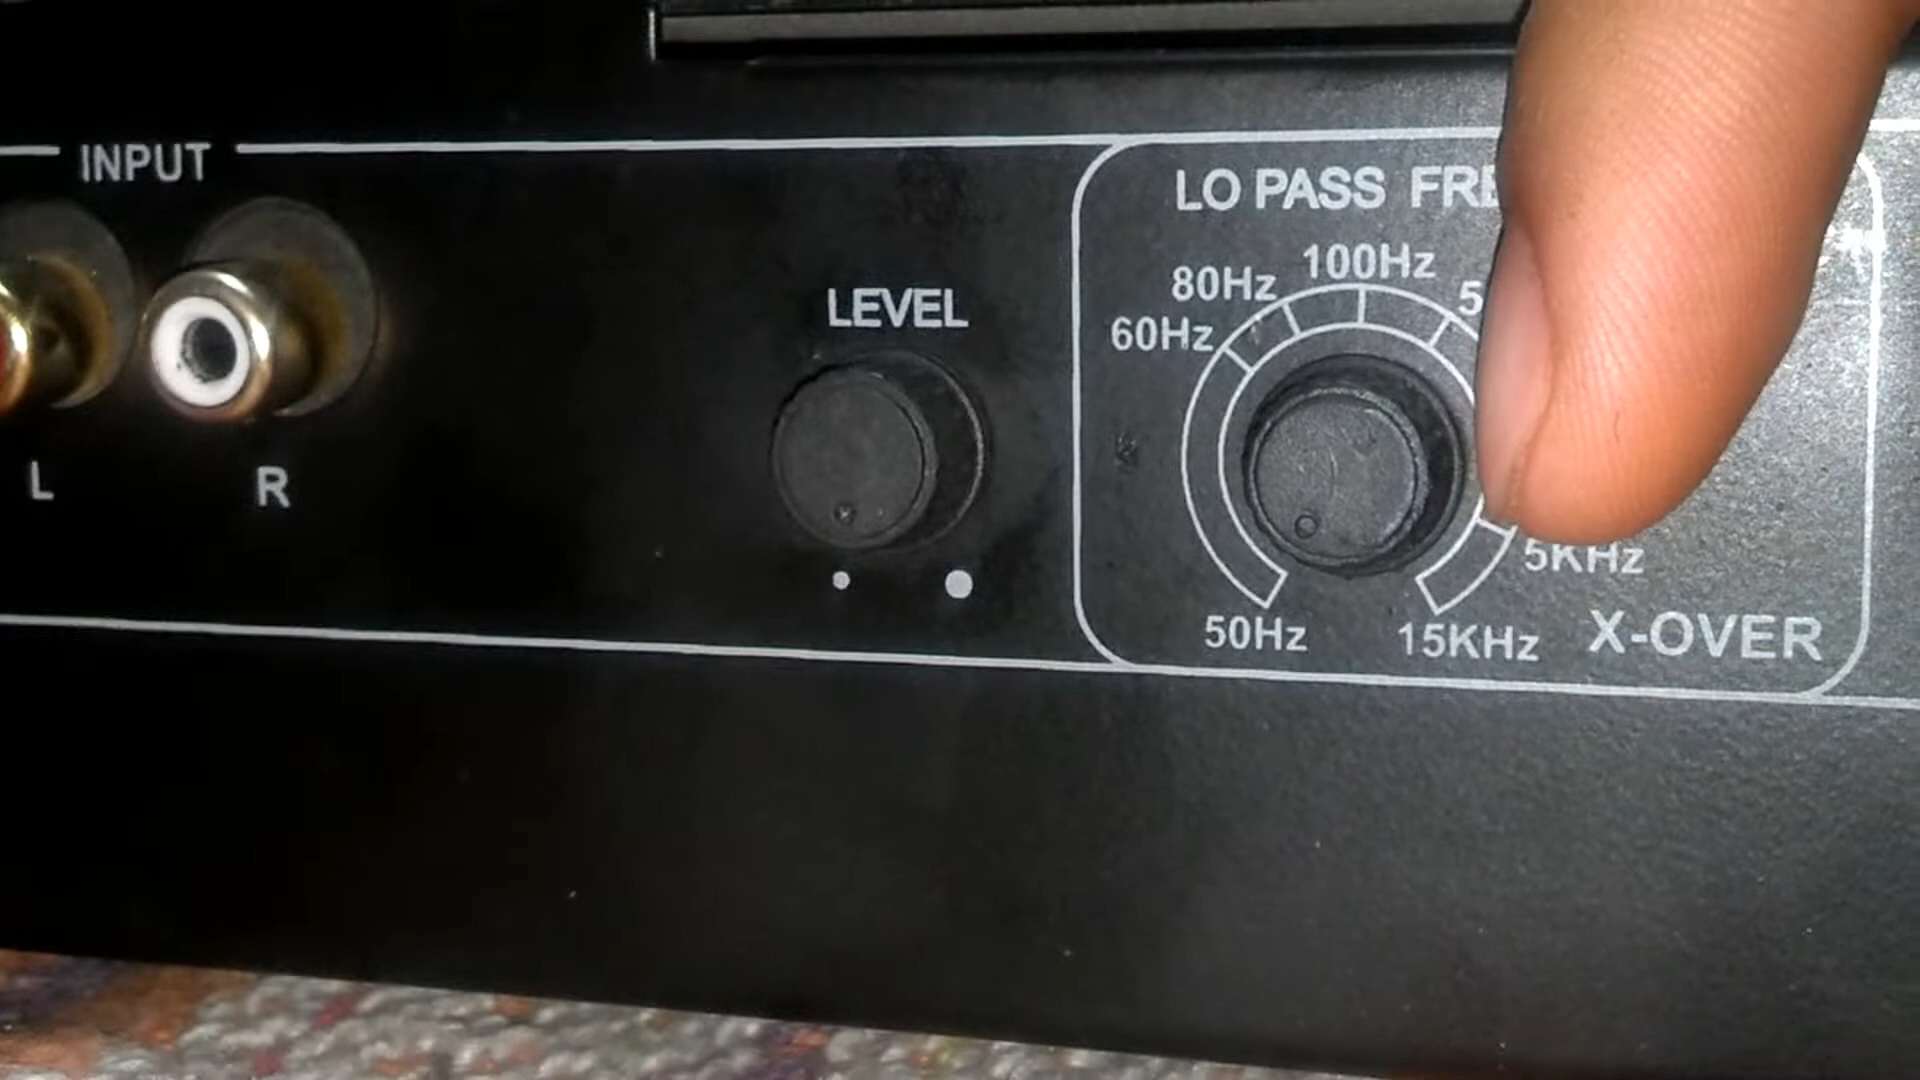 INPUT
L
R
LEVEL
LO PASS
60Hz
80Hz
100Hz
5KHz
50Hz
15KHz
X-OVER